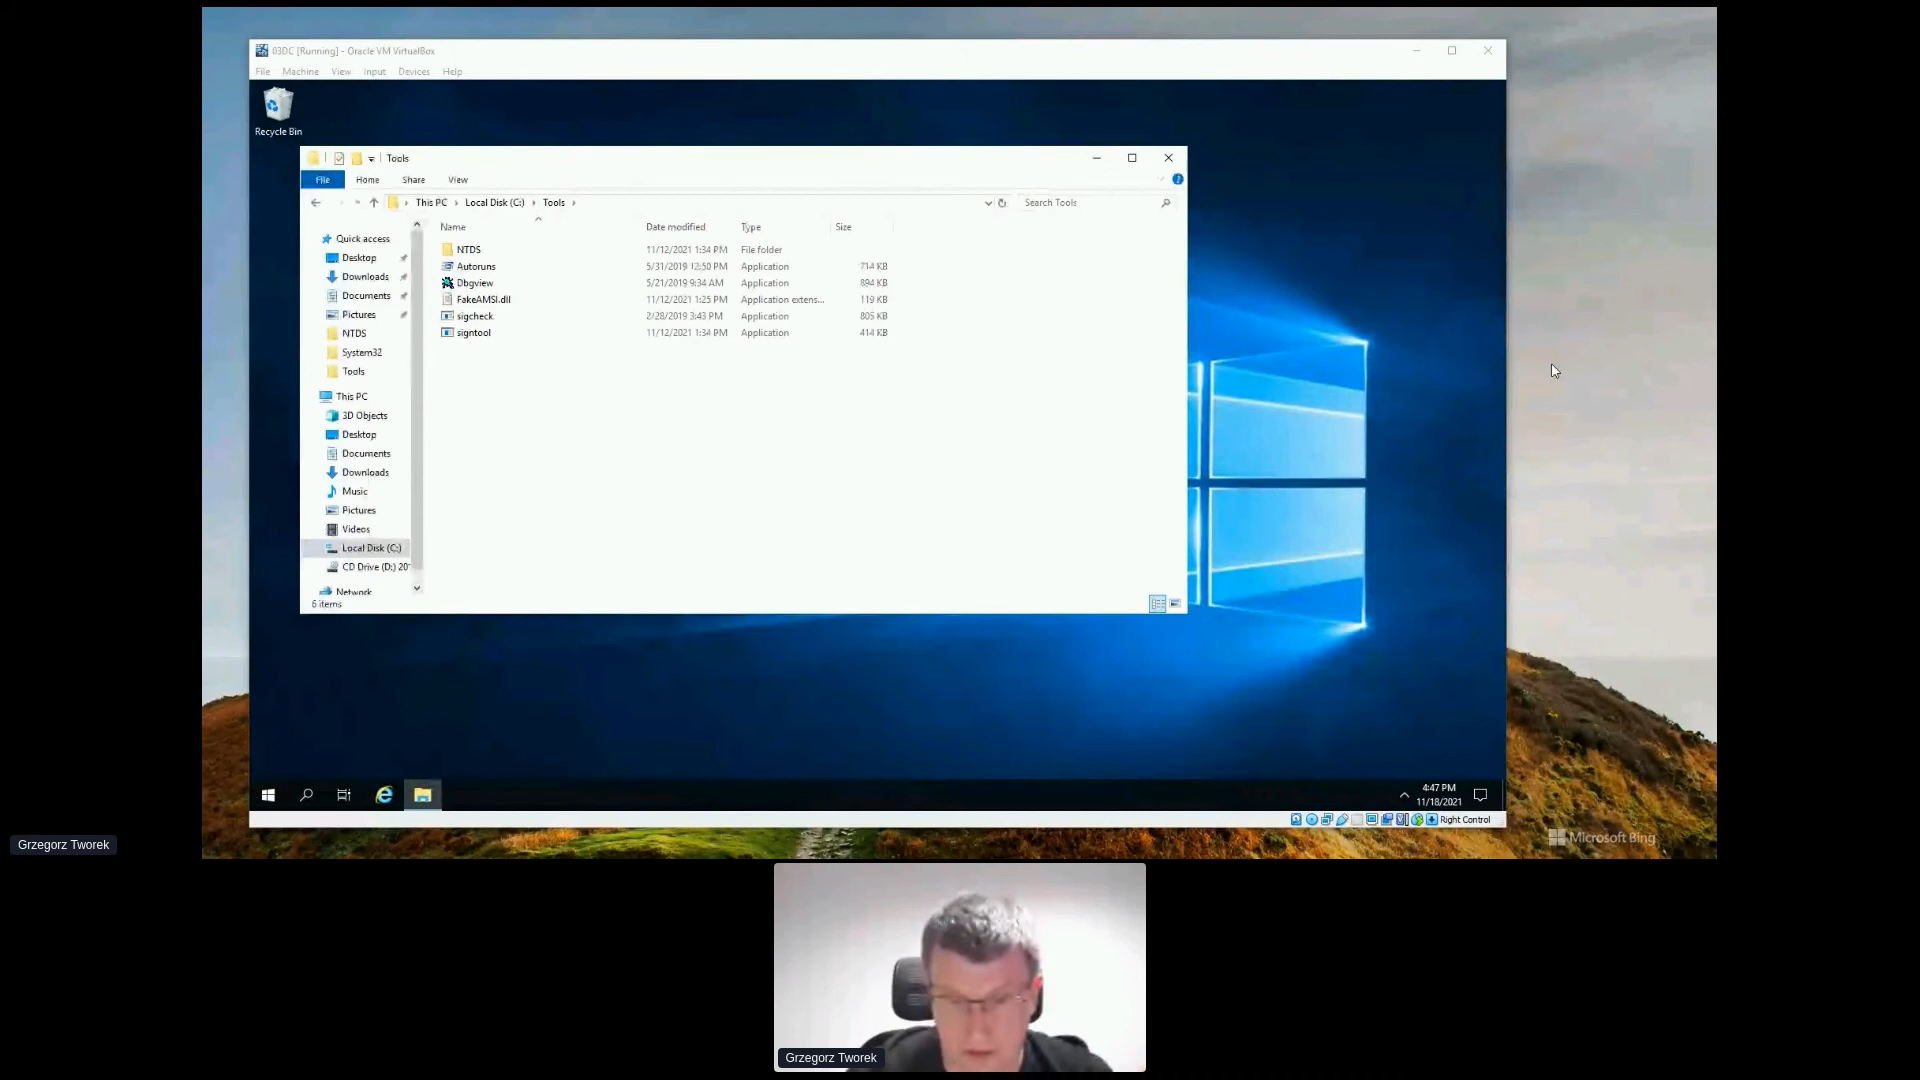 03DC [Running] - Oracle VM VirtualBox
File Machine View Input Devices Help
Recycle Bin
Tools
File Home Share View
This PC Local Disk (C:) Tools
Search Tools
Name Date modified Type Size
NTDS 11/12/2021 1:34 PM File folder
Autoruns 5/31/2019 12:50 PM Application 714 KB
Dbgview 5/21/2019 9:34 AM Application 894 KB
FakeAMSI.dll 11/12/2021 1:25 PM Application extens... 119 KB
sigcheck 2/28/2019 3:43 PM Application 805 KB
signtool 11/12/2021 1:34 PM Application 414 KB
Quick access
Desktop
Downloads
Documents
Pictures
NTDS
System32
Tools
This PC
3D Objects
Desktop
Documents
Downloads
Music
Pictures
Videos
Local Disk (C:)
CD Drive (D:) 20
Network
6 items
4:47 PM
11/18/2021
Right Control
Microsoft Bing
Grzegorz Tworek
Grzegorz Tworek